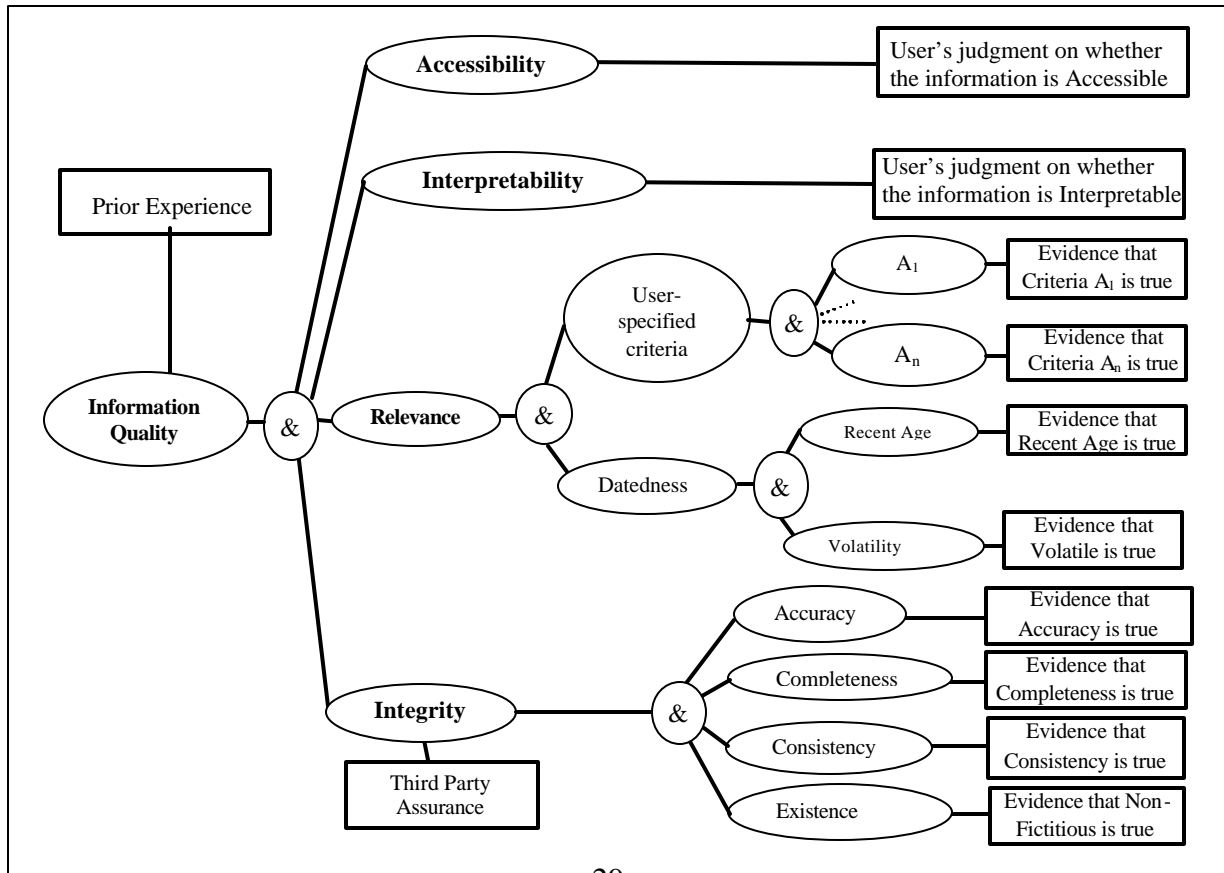 Accessibility
User's judgment on whether
the information is Accessible
Interpretability
User's judgment on whether
the information is Interpretable
Prior Experience
Information
Quality
&
Relevance
&
User-
specified
criteria
&
A1
Evidence that
Criteria A1 is true
An
Evidence that
Criteria An is true
Datedness
&
Recent Age
Evidence that
Recent Age is true
Volatility
Evidence that
Volatile is true
Integrity
Third Party
Assurance
&
Accuracy
Evidence that
Accuracy is true
Completeness
Evidence that
Completeness is true
Consistency
Evidence that
Consistency is true
Existence
Evidence that Non-
Fictitious is true